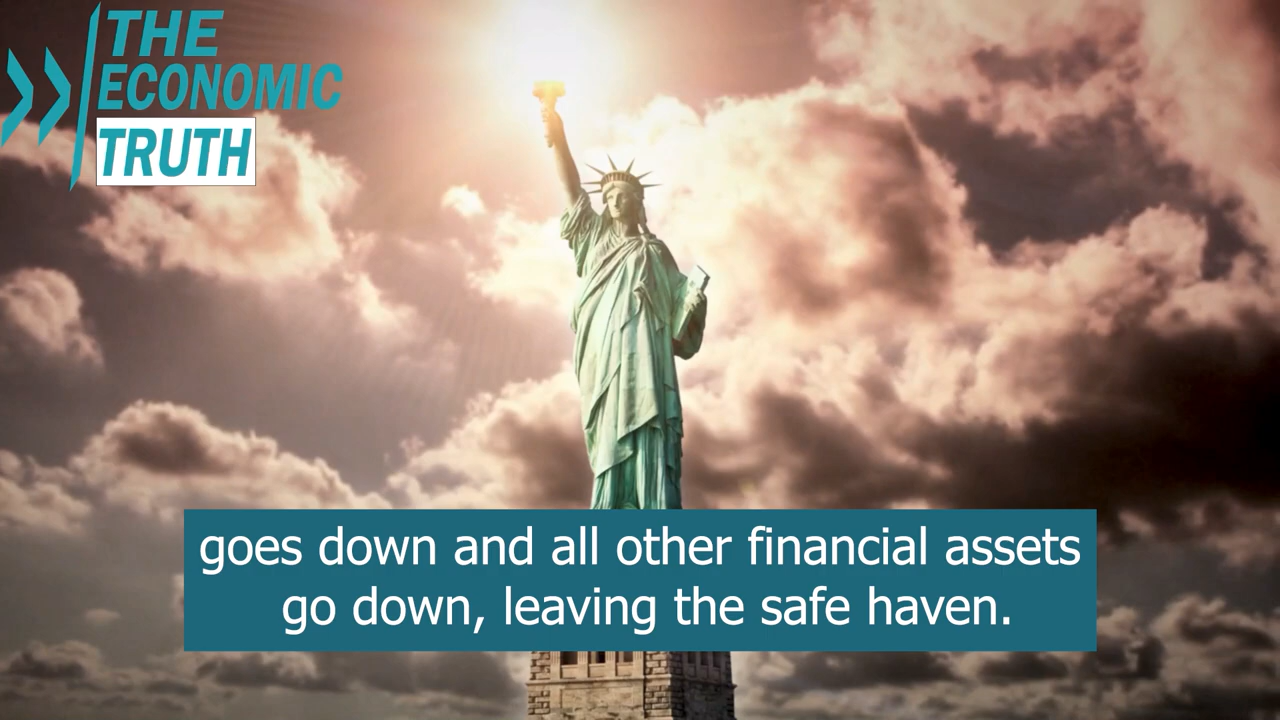 THE
ECONOMIC
TRUTH
goes down and all other financial assets
go down, leaving the safe haven.